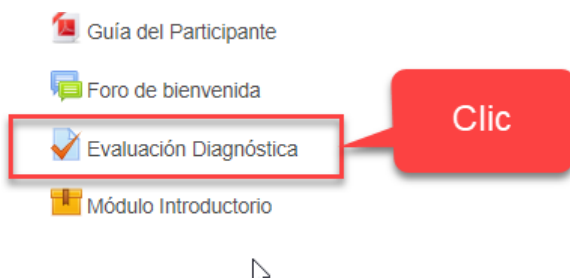 Guía del Participante
Foro de bienvenida
Clic
Evaluación Diagnóstica
Módulo Introductorio